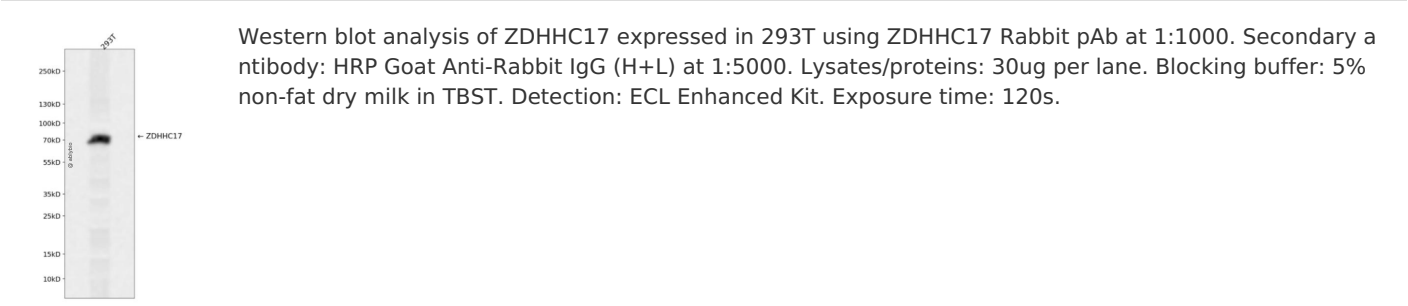 293T
Western blot analysis of ZDHHC17 expressed in 293T using ZDHHC17 Rabbit pAb at 1:1000. Secondary a
ntibody: HRP Goat Anti-Rabbit IgG (H+L) at 1:5000. Lysates/proteins: 30ug per lane. Blocking buffer: 5%
non-fat dry milk in TBST. Detection: ECL Enhanced Kit. Exposure time: 120s.
250kD
130kD
100kD
70kD
← ZDHHC17
55kD
35kD
25kD
15kD
10kD